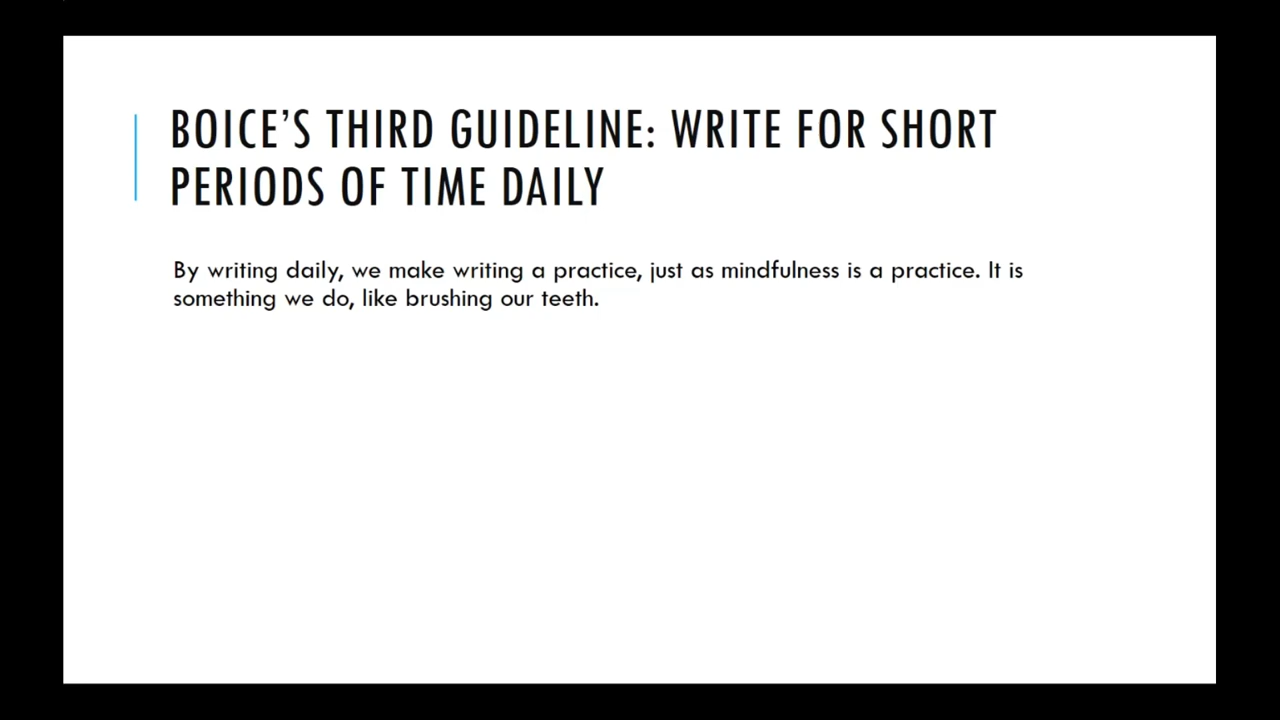 BOICE’S THIRD GUIDELINE: WRITE FOR SHORT
PERIODS OF TIME DAILY
By writing daily, we make writing a practice, just as mindfulness is a practice. It is
something we do, like brushing our teeth.